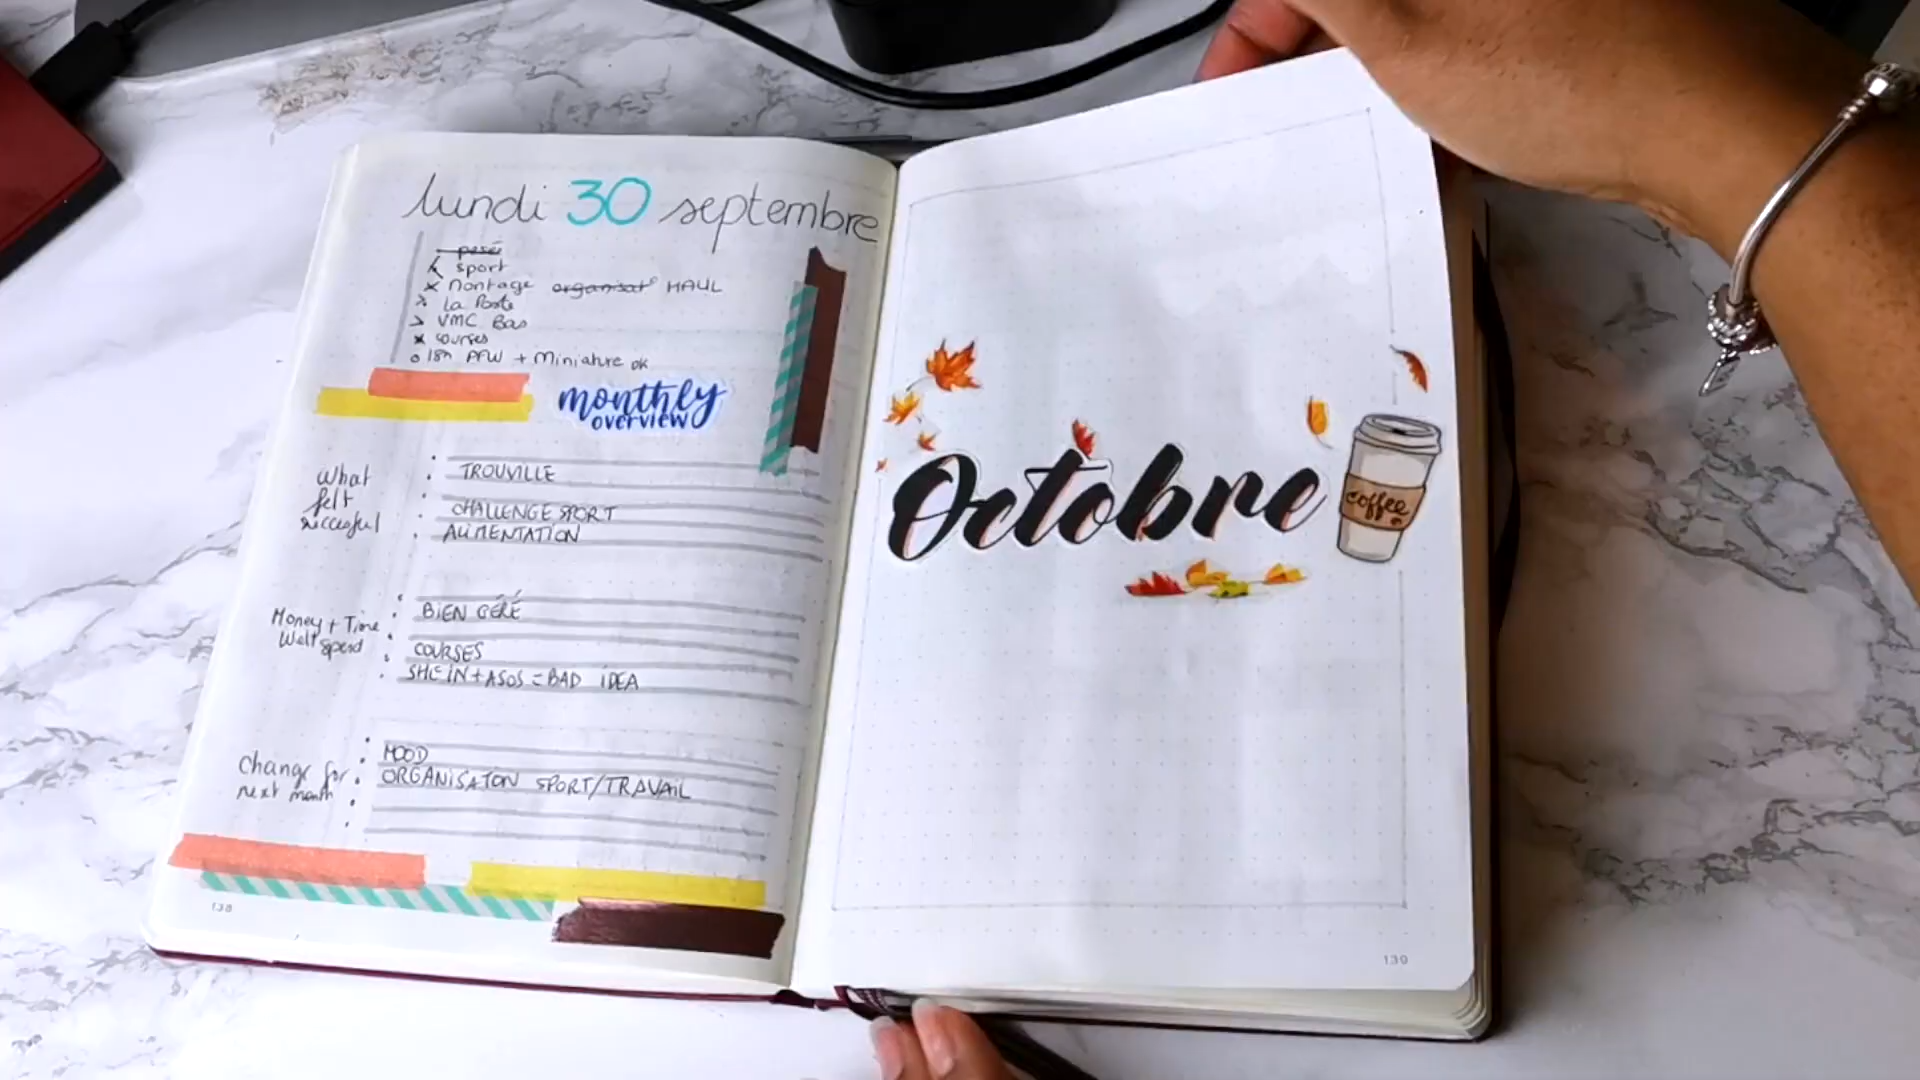 lundi 30 septembre
sport
montage organisat° HAUL
La Poste
VMC Bas
courses
18h PFW + Miniature ok
monthly
overview
What
felt
successful
TROUVILLE
CHALLENGE SPORT
ALIMENTATION
Money + Time
Well spend
BIEN GÉRÉ
COURSES
SHEIN + ASOS = BAD IDEA
Change for
next month
MOOD
ORGANISATON SPORT/TRAVAIL
138
Octobre
coffee
139